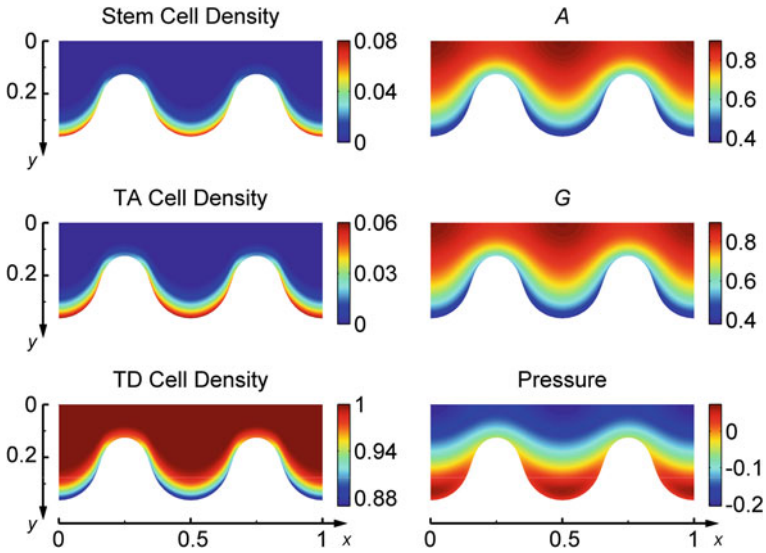 Stem Cell Density
A
0
0.2
y
0.08
0.04
0
0.8
0.6
0.4
TA Cell Density
G
0
0.2
y
0.06
0.03
0
0.8
0.6
0.4
TD Cell Density
Pressure
0
0.2
y
1
0.94
0.88
0
-0.1
-0.2
0 0.5 1 x
0 0.5 1 x